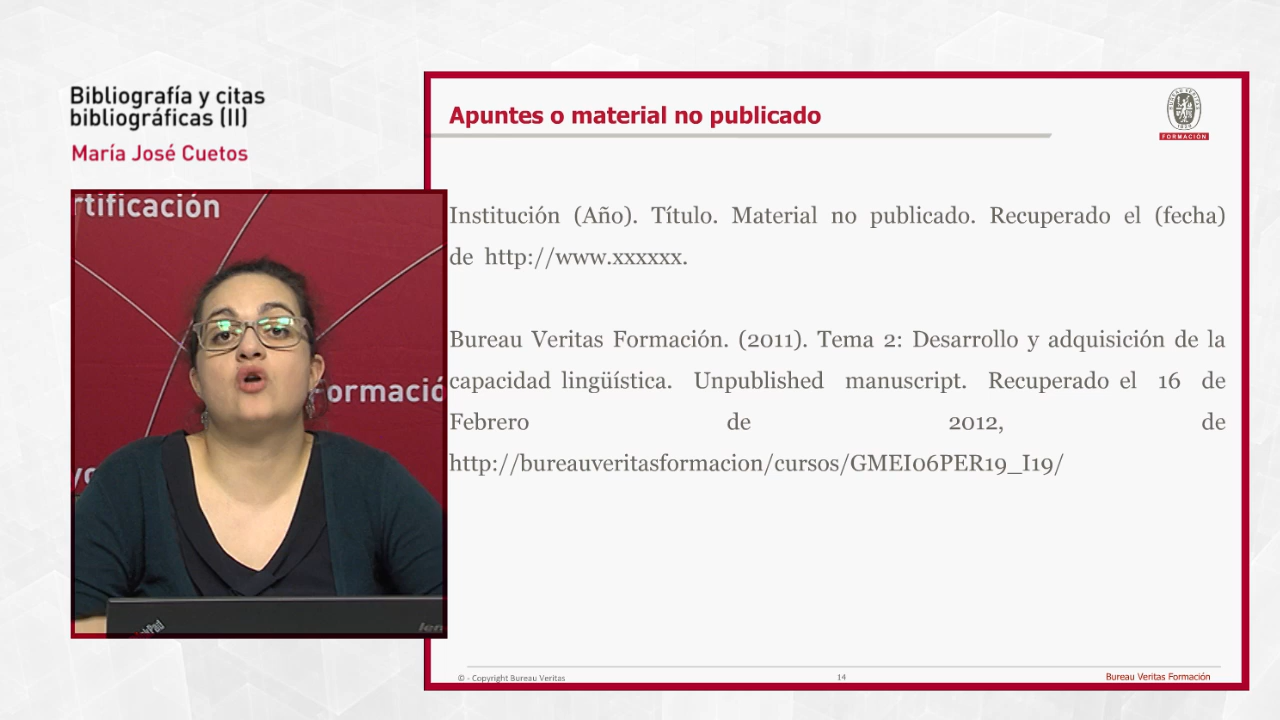 Bibliografía y citas
bibliográficas (II)
María José Cuetos
rtificación
ormació
Apuntes o material no publicado
FORMACIÓN
Institución (Año). Título. Material no publicado. Recuperado el (fecha)
de http://www.xxxxxx.
Bureau Veritas Formación. (2011). Tema 2: Desarrollo y adquisición de la
capacidad lingüística. Unpublished manuscript. Recuperado el 16 de
Febrero de 2012, de
http://bureauveritasformacion/cursos/GMEI06PER19_I19/
© - Copyright Bureau Veritas
14
Bureau Veritas Formación